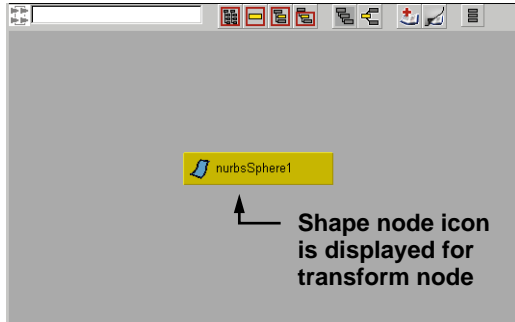 nurbsSphere1
Shape node icon
is displayed for
transform node